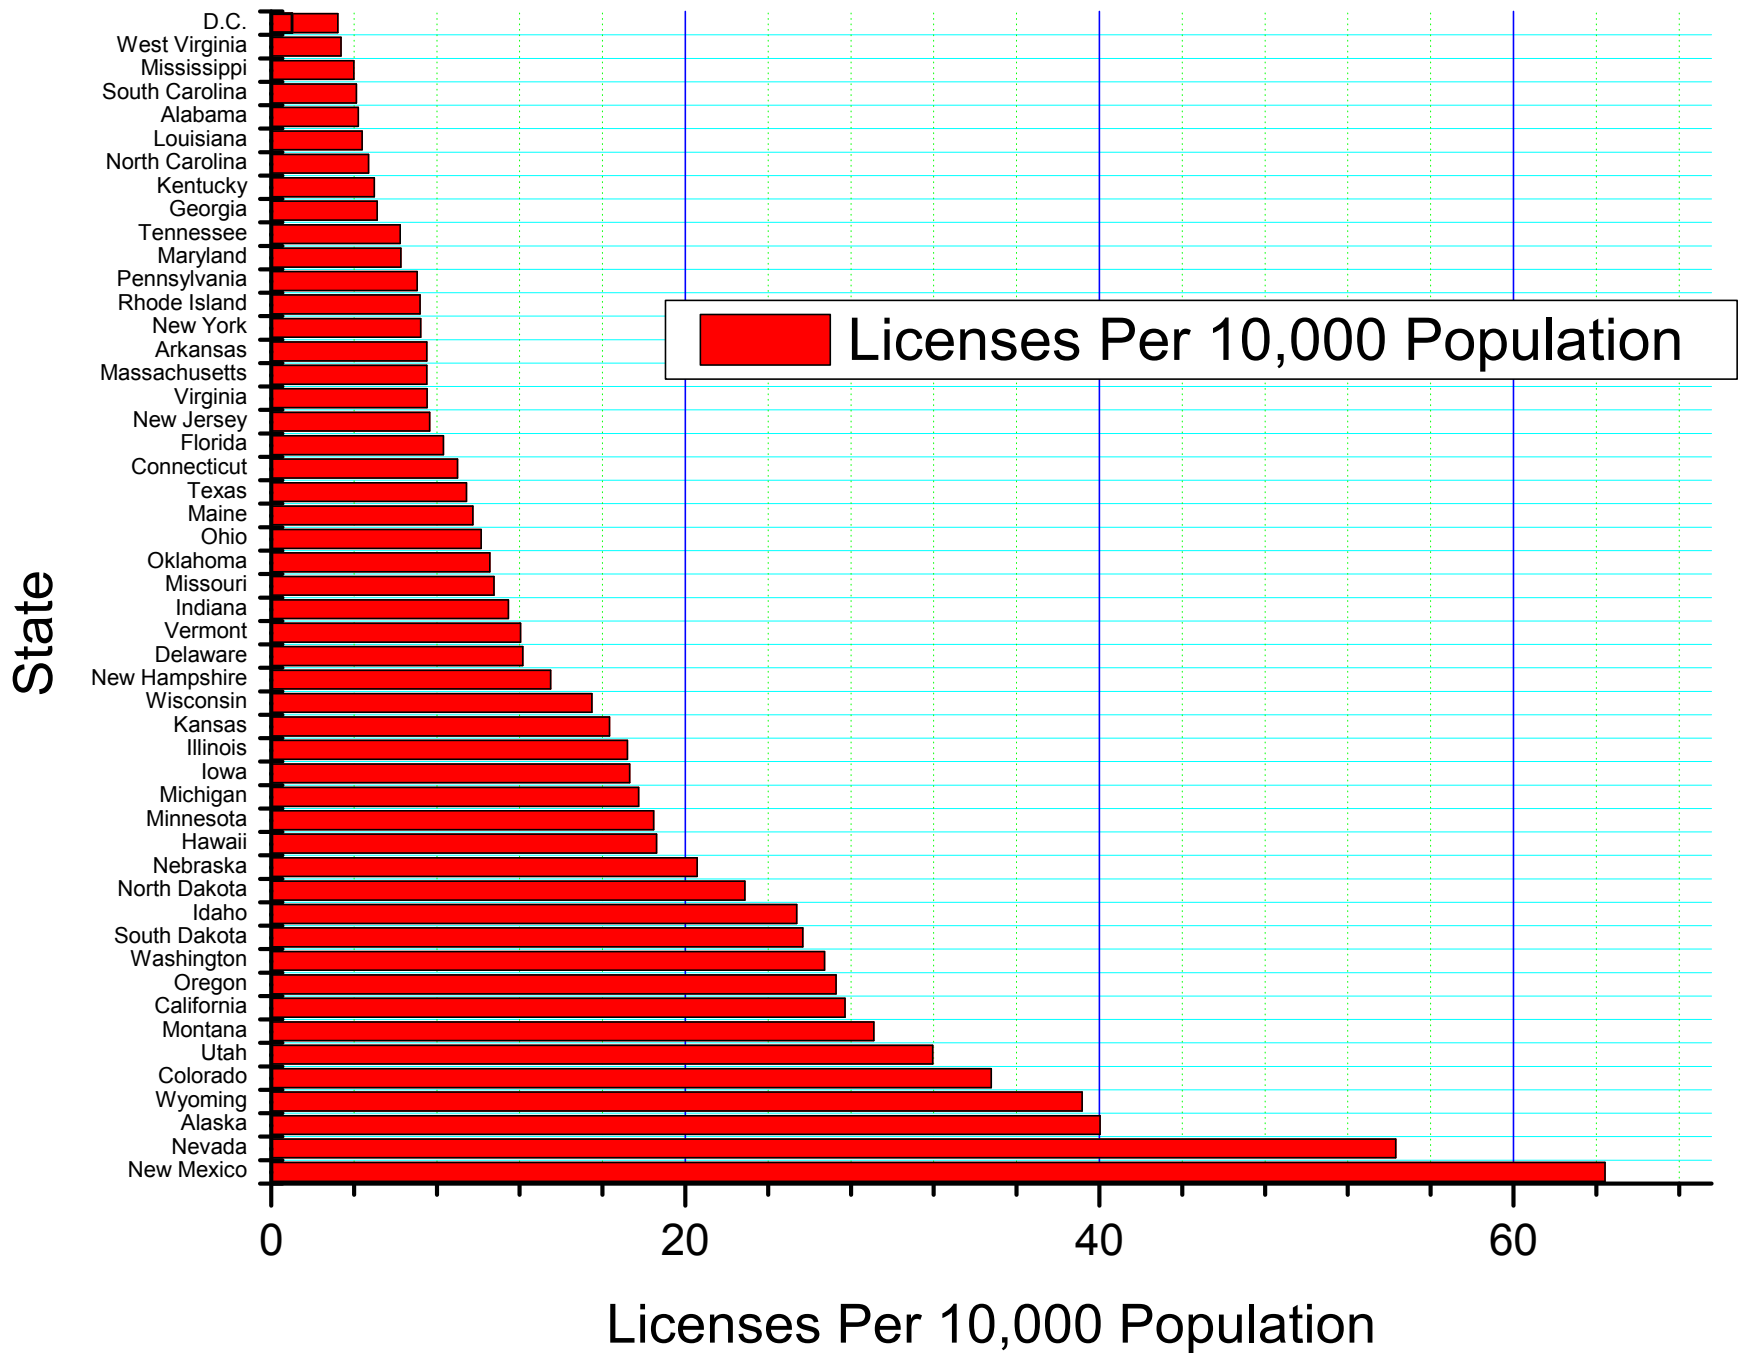 D.C.
West Virginia
Mississippi
South Carolina
Alabama
Louisiana
North Carolina
Kentucky
Georgia
Tennessee
Maryland
Pennsylvania
Rhode Island
New York
Arkansas
Massachusetts
Virginia
New Jersey
Florida
Connecticut
Texas
Maine
Ohio
Oklahoma
Missouri
Indiana
Vermont
Delaware
New Hampshire
Wisconsin
Kansas
Illinois
Iowa
Michigan
Minnesota
Hawaii
Nebraska
North Dakota
Idaho
South Dakota
Washington
Oregon
California
Montana
Utah
Colorado
Wyoming
Alaska
Nevada
New Mexico
State
Licenses Per 10,000 Population
0 20 40 60
Licenses Per 10,000 Population